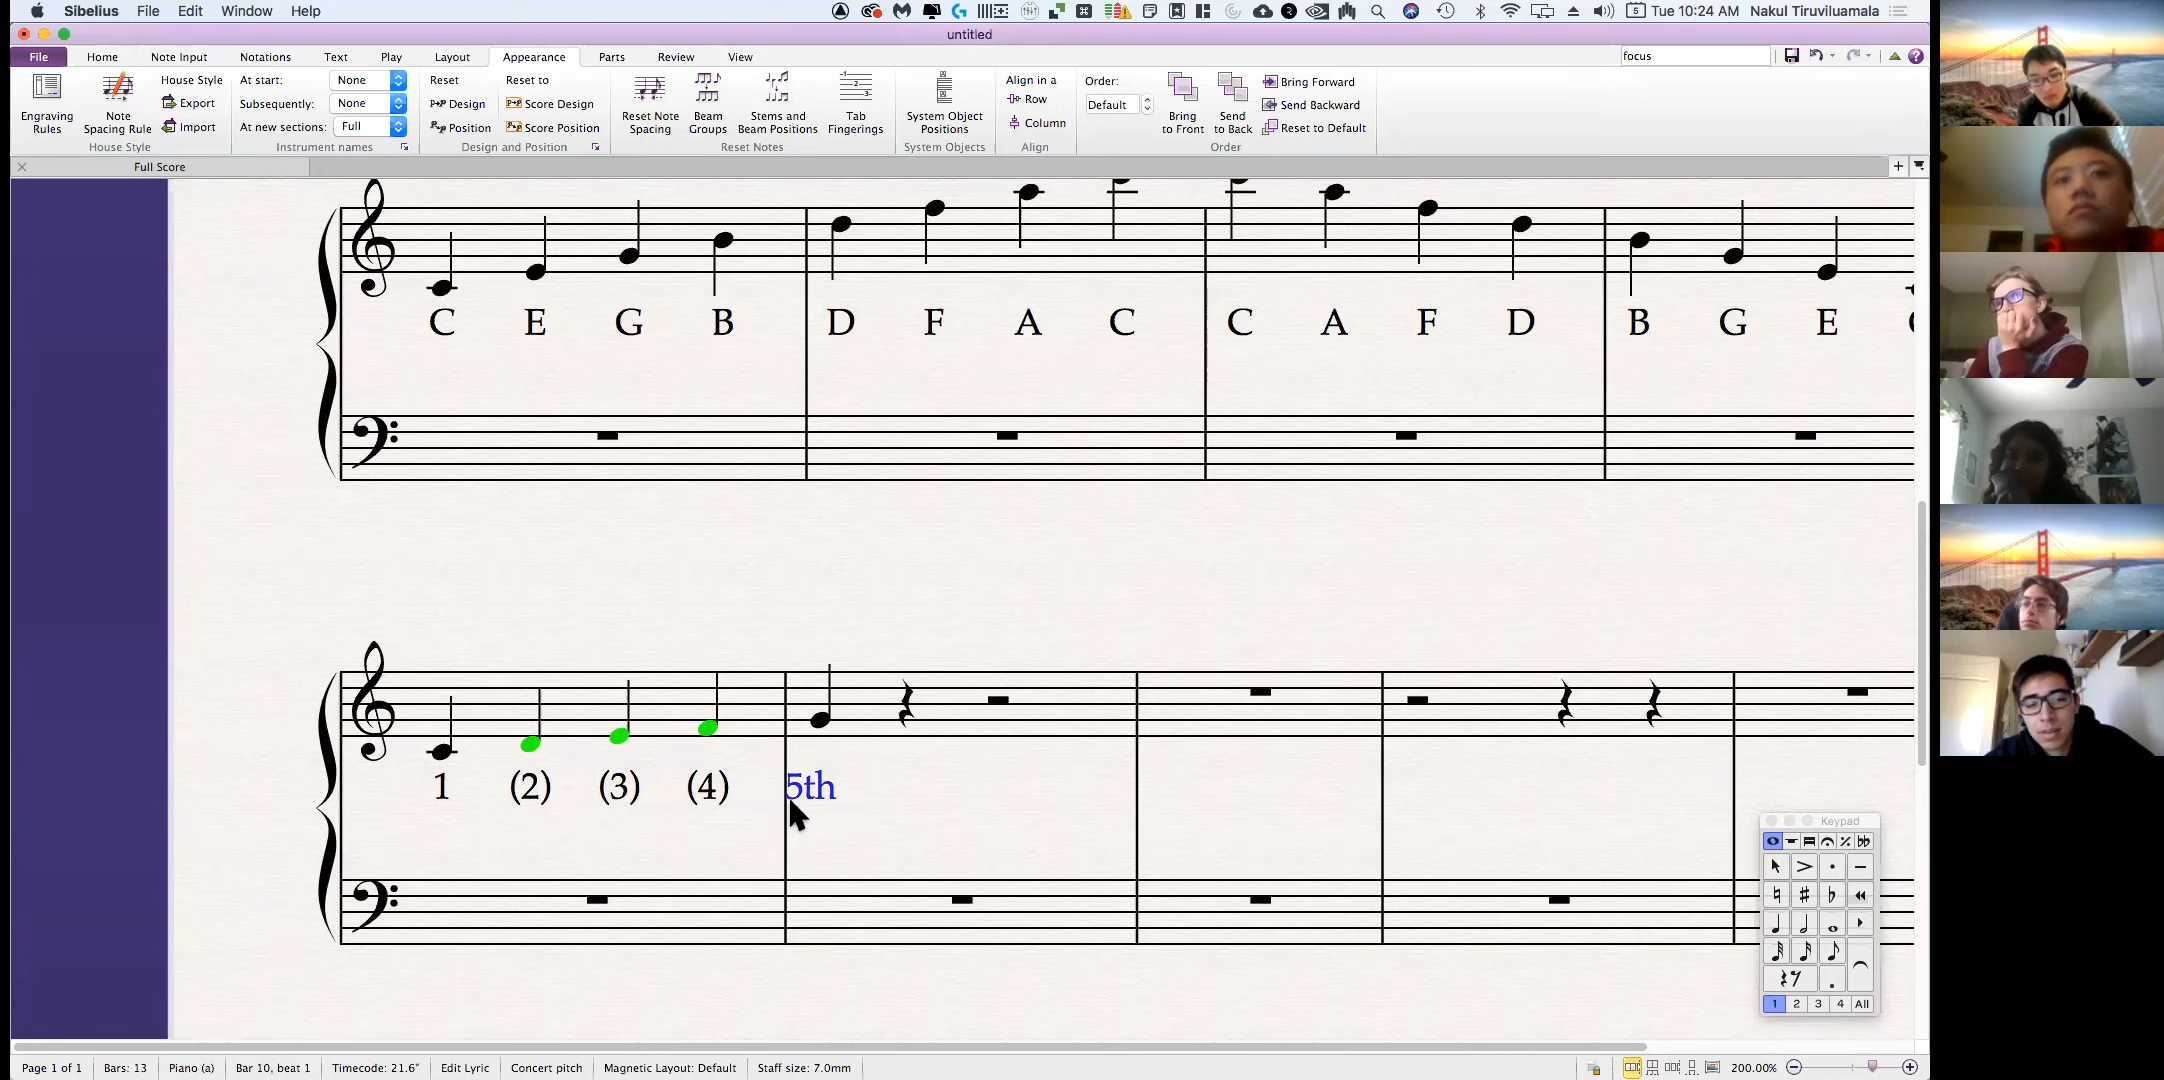 Sibelius File Edit Window Help Tue 10:24 AM Nakul Tiruviluamala
untitled
File Home Note Input Notations Text Play Layout Appearance Parts Review View focus
Engraving Rules
Note Spacing Rule
House Style
Export
Import
House Style
At start: None
Subsequently: None
At new sections: Full
Instrument names
Reset
Design
Position
Reset to
Score Design
Score Position
Design and Position
Reset Note Spacing
Beam Groups
Stems and Beam Positions
Tab Fingerings
Reset Notes
System Object Positions
System Objects
Align in a
Row
Column
Align
Order:
Default
Bring to Front
Send to Back
Bring Forward
Send Backward
Reset to Default
Order
Full Score
C E G B D F A C C A F D B G E
1 (2) (3) (4) 5th
Keypad
1 2 3 4 All
Page 1 of 1 Bars: 13 Piano (a) Bar 10, beat 1 Timecode: 21.6" Edit Lyric Concert pitch Magnetic Layout: Default Staff size: 7.0mm 200.00%